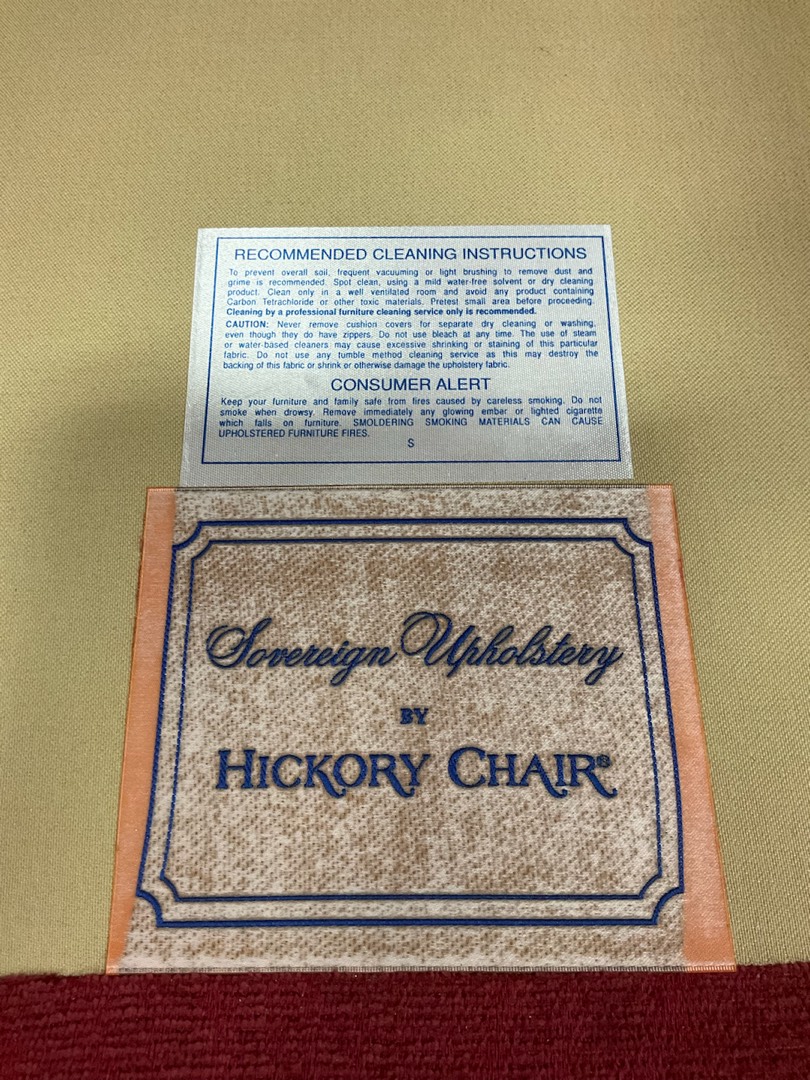 RECOMMENDED CLEANING INSTRUCTIONS
To prevent overall soil, frequent vacuuming or light brushing to remove dust and
grime is recommended. Spot clean, using a mild water-free solvent or dry cleaning
product. Clean only in a well ventilated room and avoid any product containing
Carbon Tetrachloride or other toxic materials. Pretest small area before proceeding.
Cleaning by a professional furniture cleaning service only is recommended.
CAUTION: Never remove cushion covers for separate dry cleaning or washing,
even though they do have zippers. Do not use bleach at any time. The use of steam
or water-based cleaners may cause excessive shrinking or staining of this particular
fabric. Do not use any tumble method cleaning service as this may destroy the
backing of this fabric or shrink or otherwise damage the upholstery fabric.
CONSUMER ALERT
Keep your furniture and family safe from fires caused by careless smoking. Do not
smoke when drowsy. Remove immediately any glowing ember or lighted cigarette
which falls on furniture. SMOLDERING SMOKING MATERIALS CAN CAUSE
UPHOLSTERED FURNITURE FIRES.
S
Sovereign Upholstery
BY
HICKORY CHAIR®